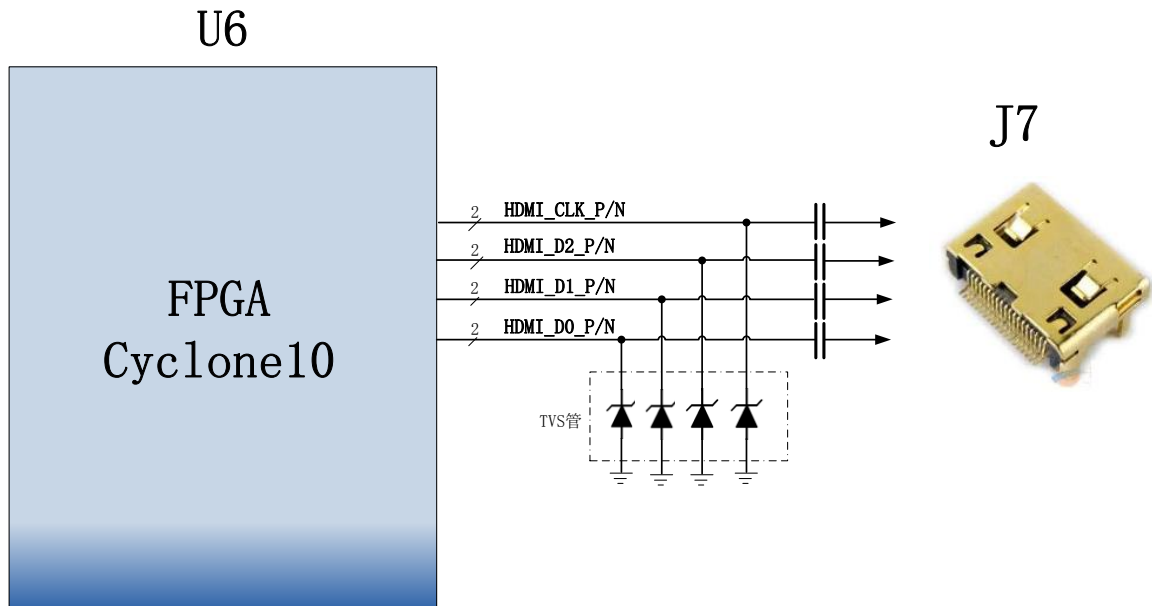 U6
J7
2 HDMI_CLK_P/N
2 HDMI_D2_P/N
2 HDMI_D1_P/N
2 HDMI_D0_P/N
FPGA
Cyclone10
TVS管